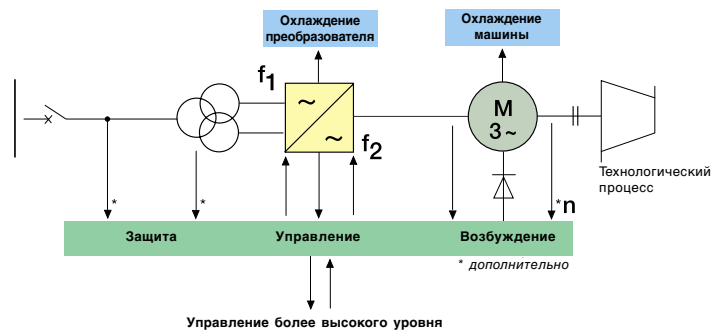 Охлаждение
преобразователя
Охлаждение
машины
f1
~
~
f2
M
3 ~
Технологический
процесс
*
*
*n
Защита
Управление
Возбуждение
* дополнительно
Управление более высокого уровня